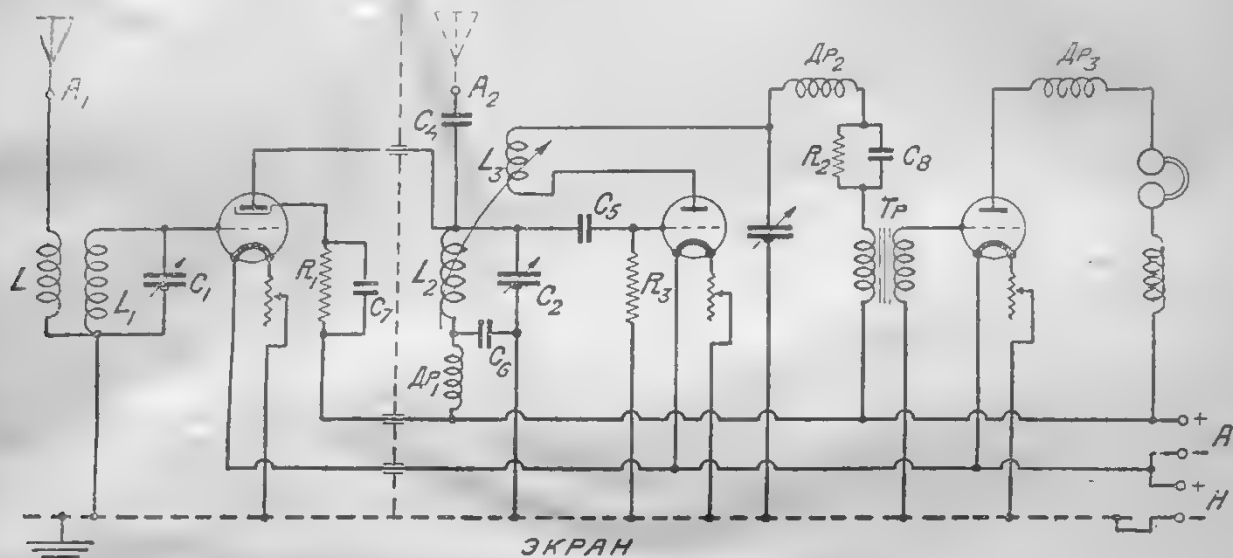 A₁
A₂
C₄
Др₂
Др₃
L₃
R₂
C₈
C₅
Тр
L
L₁
C₁
R₁
C₇
L₂
C₂
R₃
C₆
Др₁
+
А
-
+
Н
-
ЭКРАН